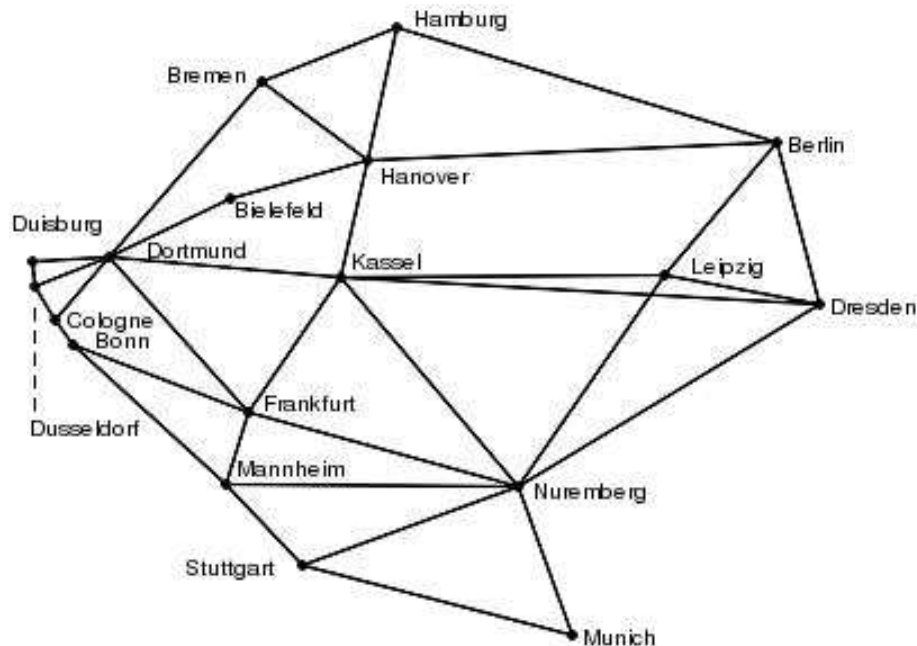 Hamburg
Bremen
Berlin
Hanover
Bielefeld
Duisburg
Dortmund
Kassel
Leipzig
Dresden
Cologne
Bonn
Frankfurt
Dusseldorf
Mannheim
Nuremberg
Stuttgart
Munich